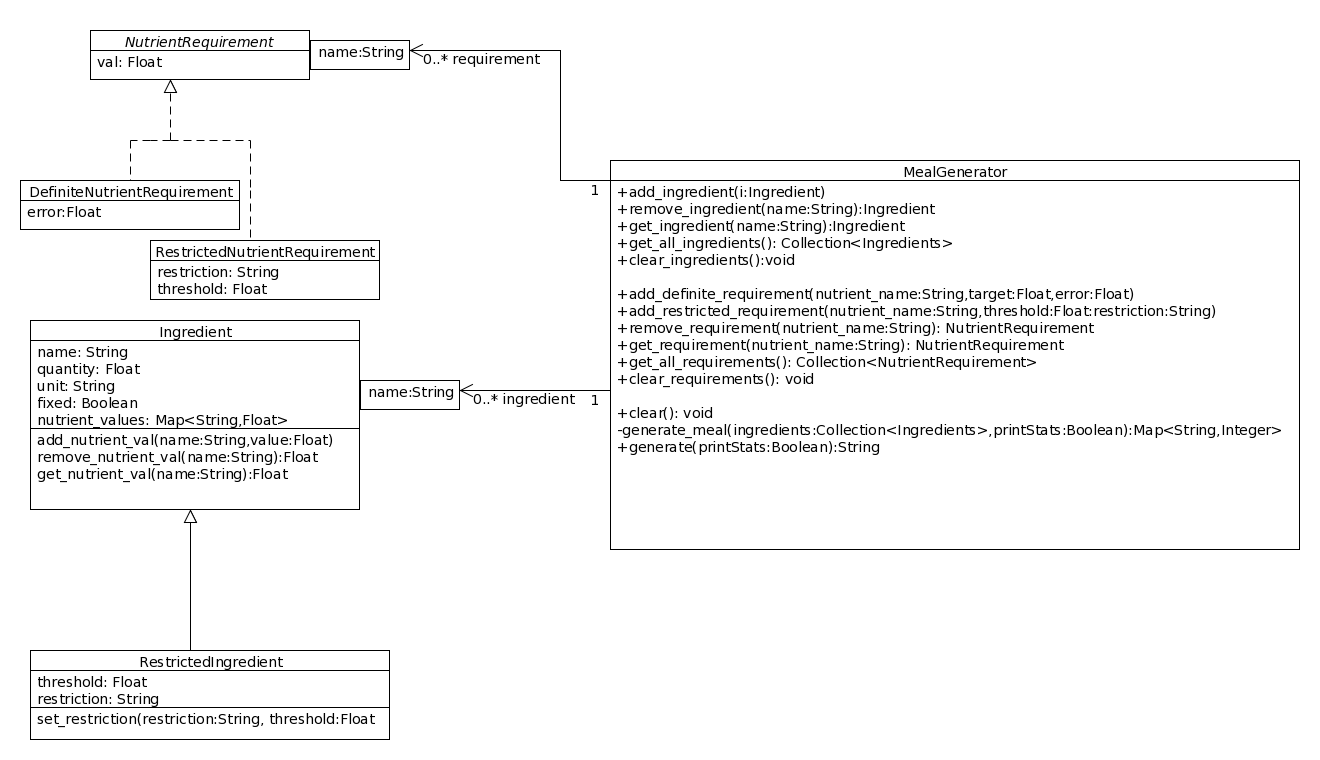 NutrientRequirement
val: Float
name:String
0..* requirement
DefiniteNutrientRequirement
error:Float
RestrictedNutrientRequirement
restriction: String
threshold: Float
MealGenerator
1
+add_ingredient(i:Ingredient)
+remove_ingredient(name:String):Ingredient
+get_ingredient(name:String):Ingredient
+get_all_ingredients(): Collection<Ingredients>
+clear_ingredients():void
+add_definite_requirement(nutrient_name:String,target:Float,error:Float)
+add_restricted_requirement(nutrient_name:String,threshold:Float:restriction:String)
+remove_requirement(nutrient_name:String): NutrientRequirement
+get_requirement(nutrient_name:String): NutrientRequirement
+get_all_requirements(): Collection<NutrientRequirement>
+clear_requirements(): void
+clear(): void
-generate_meal(ingredients:Collection<Ingredients>,printStats:Boolean):Map<String,Integer>
+generate(printStats:Boolean):String
Ingredient
name: String
quantity: Float
unit: String
fixed: Boolean
nutrient_values: Map<String,Float>
add_nutrient_val(name:String,value:Float)
remove_nutrient_val(name:String):Float
get_nutrient_val(name:String):Float
name:String
0..* ingredient
1
RestrictedIngredient
threshold: Float
restriction: String
set_restriction(restriction:String, threshold:Float